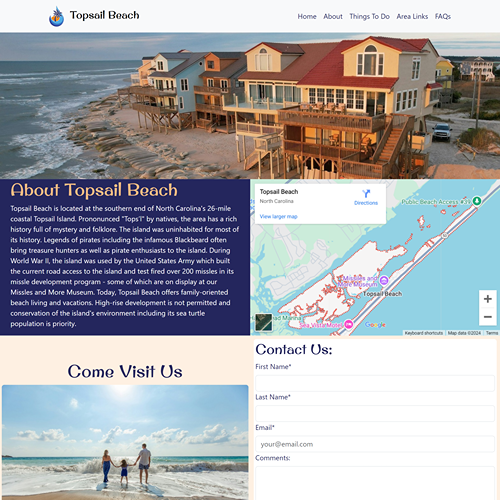 Topsail Beach
Home About Things To Do Area Links FAQs
About Topsail Beach
Topsail Beach is located at the southern end of North Carolina's 26-mile
coastal Topsail Island. Prononunced "Tops'l" by natives, the area has a rich
history full of mystery and folklore. The island was uninhabited for most of
its history. Legends of pirates including the infamous Blackbeard often
bring treasure hunters as well as pirate enthusiasts to the island. During
World War II, the island was used by the United States Army which built
the current road access to the island and test fired over 200 missles in its
missle development program - some of which are on display at our
Missles and More Museum. Today, Topsail Beach offers family-oriented
beach living and vacations. High-rise development is not permitted and
conservation of the island's environment including its sea turtle
population is priority.
Topsail Beach
North Carolina
Directions
View larger map
Public Beach Access #39
Missiles and
More Museum
Topsail Beach
ad Marina
Sea Vista Motel
Google
Keyboard shortcuts Map data ©2024 Terms
Come Visit Us
Contact Us:
First Name*
Last Name*
Email*
your@email.com
Comments: